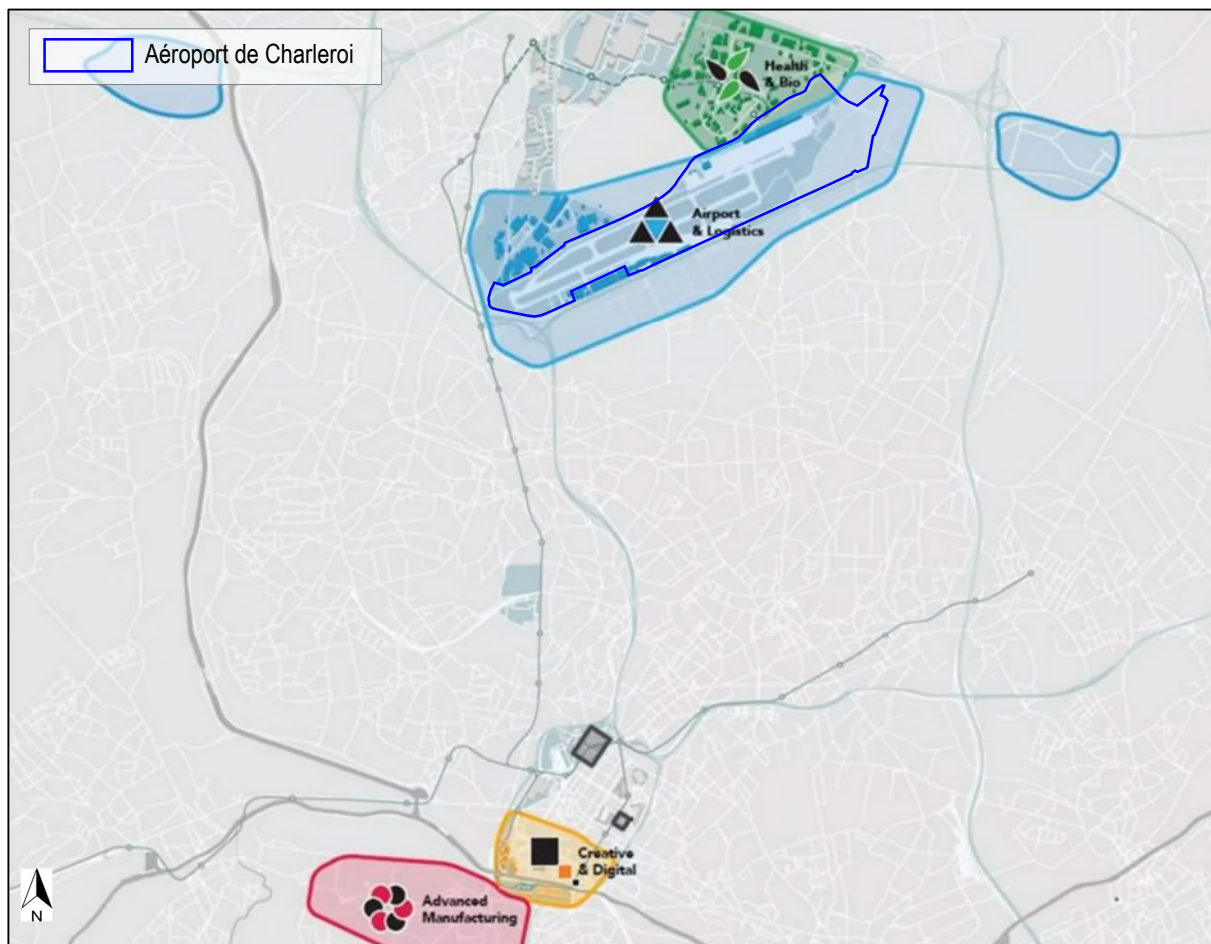 Aéroport de Charleroi
Health
& Bio
Airport
& Logistics
Creative
& Digital
Advanced
Manufacturing
N